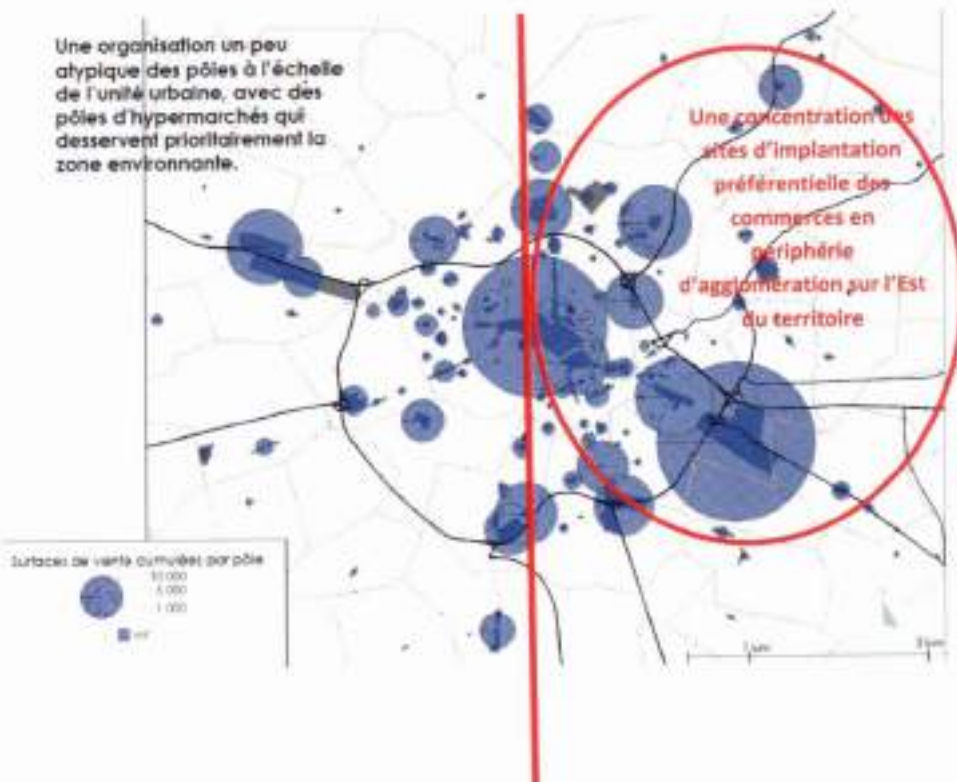 Une organisation un peu
atypique des pôles à l'échelle
de l'unité urbaine, avec des
pôles d'hypermarchés qui
desservent prioritairement la
zone environnante.
Une concentration des
sites d'implantation
préférentielle des
commerces en
périphérie
d'agglomération sur l'Est
du territoire
Surfaces de vente cumulées par pôle
10 000
5 000
1 000